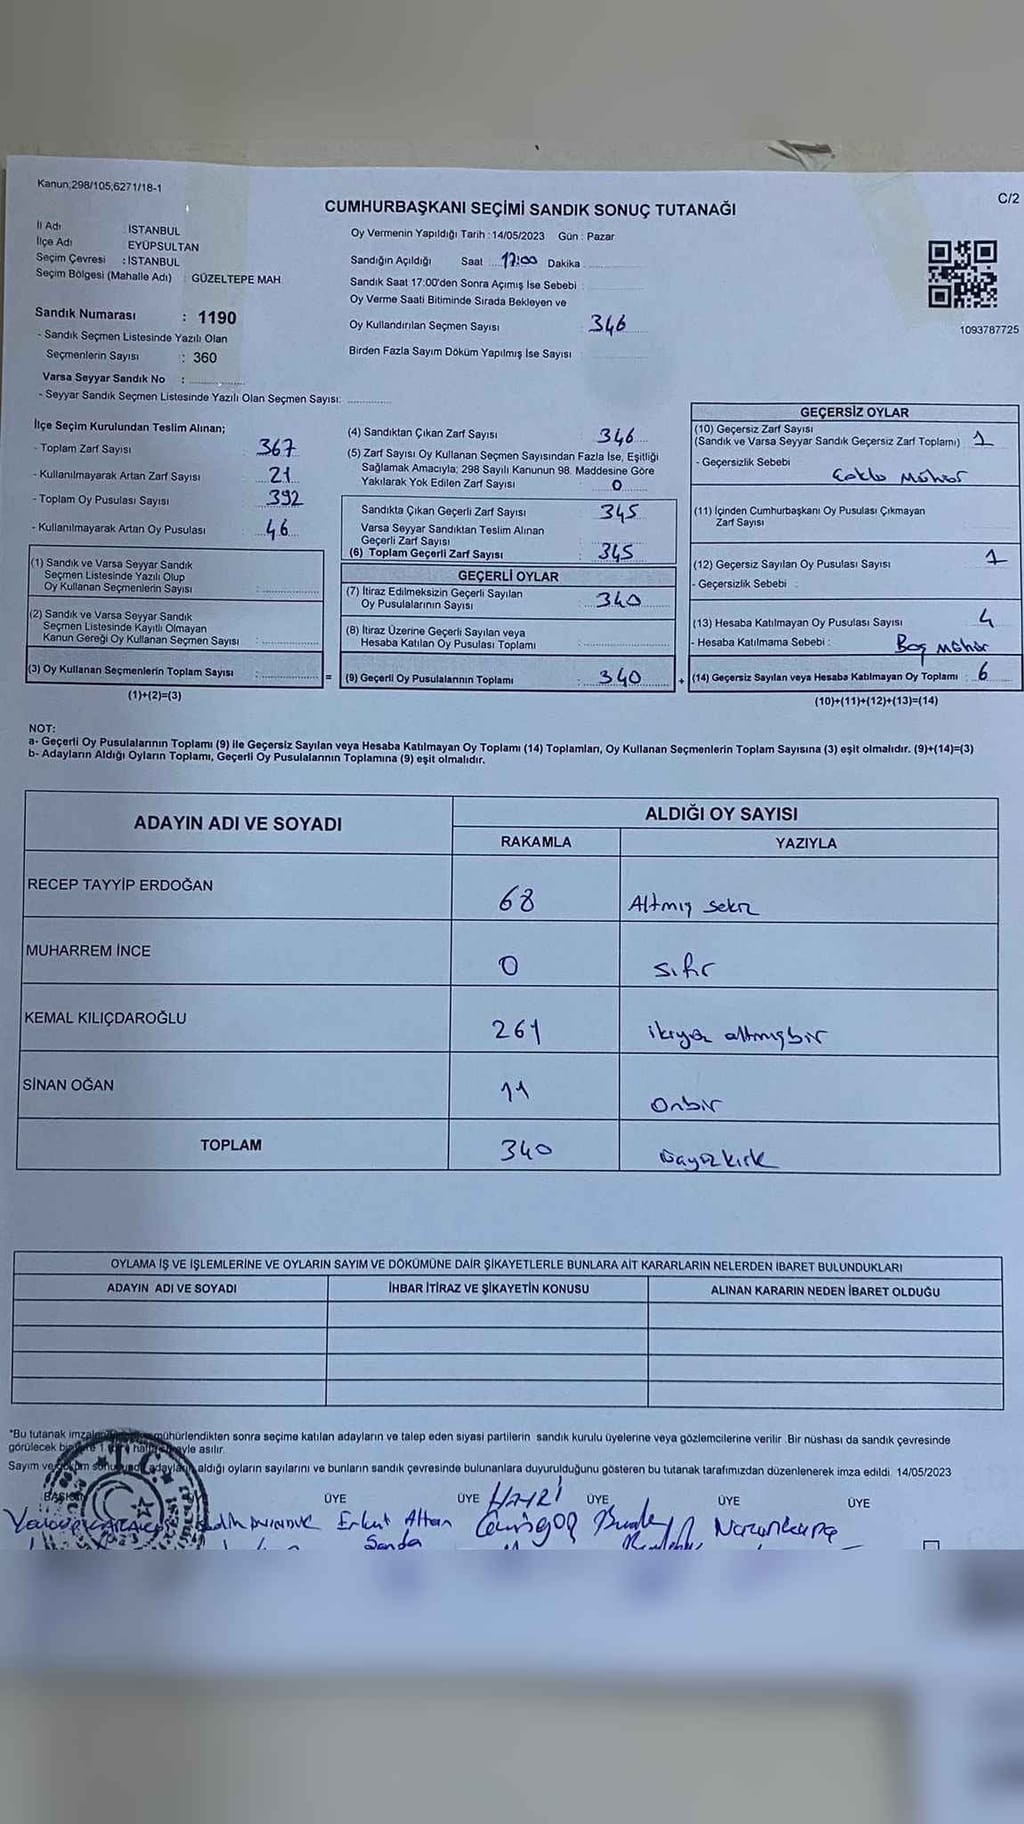 Kanun;298/105,6271/18-1
C/2
CUMHURBAŞKANI SEÇİMİ SANDIK SONUÇ TUTANAĞI
İl Adı : İSTANBUL
İlçe Adı EYÜPSULTAN
Seçim Çevresi : İSTANBUL
Seçim Bölgesi (Mahalle Adı) GÜZELTEPE MAH.
Sandık Numarası : 1190
- Sandık Seçmen Listesinde Yazılı Olan
Seçmenlerin Sayısı : 360
Varsa Seyyar Sandık No :
- Seyyar Sandık Seçmen Listesinde Yazılı Olan Seçmen Sayısı:
Oy Vermenin Yapıldığı Tarih : 14/05/2023 Gün : Pazar
Sandığın Açıldığı Saat 17:00 Dakika
Sandık Saat 17:00'den Sonra Açımış İse Sebebi
Oy Verme Saati Bitiminde Sırada Bekleyen ve
Oy Kullandırılan Seçmen Sayısı 346
Birden Fazla Sayım Döküm Yapılmış İse Sayısı
1093787725
İlçe Seçim Kurulundan Teslim Alınan;
- Toplam Zarf Sayısı 367
- Kullanılmayarak Artan Zarf Sayısı 21
- Toplam Oy Pusulası Sayısı 392
- Kullanılmayarak Artan Oy Pusulası 46
(1) Sandık ve Varsa Seyyar Sandık
Seçmen Listesinde Yazılı Olup
Oy Kullanan Seçmenlerin Sayısı
(2) Sandık ve Varsa Seyyar Sandık
Seçmen Listesinde Kayıtlı Olmayan
Kanun Gereği Oy Kullanan Seçmen Sayısı :
(3) Oy Kullanan Seçmenlerin Toplam Sayısı =
(1)+(2)=(3)
(4) Sandıktan Çıkan Zarf Sayısı 346
(5) Zarf Sayısı Oy Kullanan Seçmen Sayısından Fazla İse, Eşitliği
Sağlamak Amacıyla; 298 Sayılı Kanunun 98. Maddesine Göre
Yakılarak Yok Edilen Zarf Sayısı 0
Sandıkta Çıkan Geçerli Zarf Sayısı 345
Varsa Seyyar Sandıktan Teslim Alınan
Geçerli Zarf Sayısı
(6) Toplam Geçerli Zarf Sayısı 345
GEÇERLİ OYLAR
(7) İtiraz Edilmeksizin Geçerli Sayılan
Oy Pusulalarının Sayısı 340
(8) İtiraz Üzerine Geçerli Sayılan veya
Hesaba Katılan Oy Pusulası Toplamı
(9) Geçerli Oy Pusulalarının Toplamı 340 +
GEÇERSİZ OYLAR
(10) Geçersiz Zarf Sayısı
(Sandık ve Varsa Seyyar Sandık Geçersiz Zarf Toplamı) 1
- Geçersizlik Sebebi Çoklo Mühür
(11) İçinden Cumhurbaşkanı Oy Pusulası Çıkmayan
Zarf Sayısı
(12) Geçersiz Sayılan Oy Pusulası Sayısı 1
- Geçersizlik Sebebi :
(13) Hesaba Katılmayan Oy Pusulası Sayısı 4
- Hesaba Katılmama Sebebi : Boş mühür
(14) Geçersiz Sayılan veya Hesaba Katılmayan Oy Toplamı : 6
(10)+(11)+(12)+(13)=(14)
NOT:
a- Geçerli Oy Pusulalarının Toplamı (9) ile Geçersiz Sayılan veya Hesaba Katılmayan Oy Toplamı (14) Toplamları, Oy Kullanan Seçmenlerin Toplam Sayısına (3) eşit olmalıdır. (9)+(14)=(3)
b- Adayların Aldığı Oyların Toplamı, Geçerli Oy Pusulalarının Toplamına (9) eşit olmalıdır.
ADAYIN ADI VE SOYADI ALDIĞI OY SAYISI
RAKAMLA YAZIYLA
RECEP TAYYİP ERDOĞAN 68 Altmış sekz
MUHARREM İNCE 0 sıfır
KEMAL KILIÇDAROĞLU 261 ikiyüz altmışbir
SİNAN OĞAN 11 Onbir
TOPLAM 340 üçyüzkırk
OYLAMA İŞ VE İŞLEMLERİNE VE OYLARIN SAYIM VE DÖKÜMÜNE DAİR ŞİKAYETLERLE BUNLARA AİT KARARLARIN NELERDEN İBARET BULUNDUKLARI
ADAYIN ADI VE SOYADI İHBAR İTİRAZ VE ŞİKAYETİN KONUSU ALINAN KARARIN NEDEN İBARET OLDUĞU
*Bu tutanak mühürlendikten sonra seçime katılan adayların ve talep eden siyasi partilerin sandık kurulu üyelerine veya gözlemcilerine verilir. Bir nüshası da sandık çevresinde
görülecek asılır.
Sayım ve adayların aldığı oyların sayılarını ve bunların sandık çevresinde bulunanlara duyurulduğunu gösteren bu tutanak tarafımızdan düzenlenerek imza edildi. 14/05/2023
T.C.
ÜYE ÜYE ÜYE ÜYE ÜYE
HAYRİ
Erkut Altan